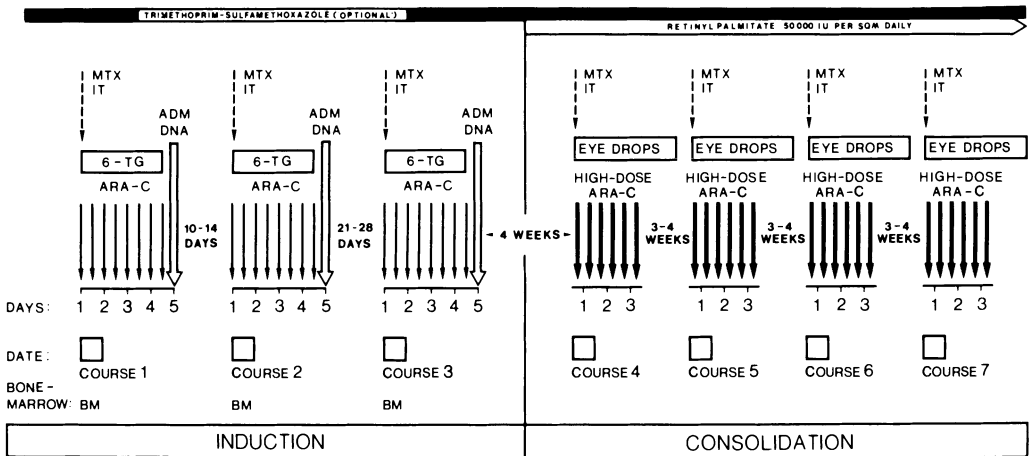 TRIMETHOPRIM-SULFAMETHOXAZOLE (OPTIONAL)
RETINYL PALMITATE 50000 IU PER SQM DAILY
MTX IT
MTX IT
MTX IT
MTX IT
MTX IT
MTX IT
MTX IT
ADM DNA
ADM DNA
ADM DNA
6-TG
6-TG
6-TG
EYE DROPS
EYE DROPS
EYE DROPS
EYE DROPS
ARA-C
ARA-C
ARA-C
HIGH-DOSE ARA-C
HIGH-DOSE ARA-C
HIGH-DOSE ARA-C
HIGH-DOSE ARA-C
10-14 DAYS
21-28 DAYS
4 WEEKS
3-4 WEEKS
3-4 WEEKS
3-4 WEEKS
DAYS: 1 2 3 4 5 1 2 3 4 5 1 2 3 4 5 1 2 3 1 2 3 1 2 3 1 2 3
DATE:
COURSE 1 COURSE 2 COURSE 3 COURSE 4 COURSE 5 COURSE 6 COURSE 7
BONE-
MARROW: BM BM BM
INDUCTION CONSOLIDATION